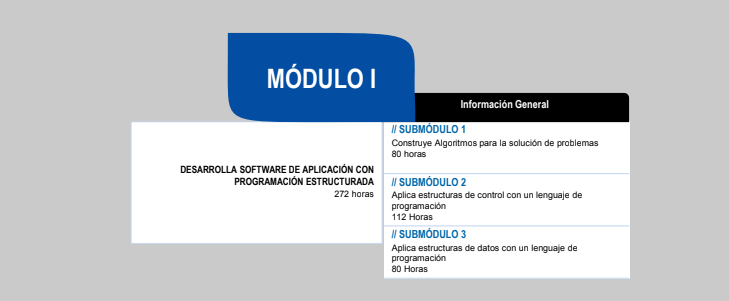 MÓDULO I
Información General
DESARROLLA SOFTWARE DE APLICACIÓN CON
PROGRAMACIÓN ESTRUCTURADA
272 horas
// SUBMÓDULO 1
Construye Algoritmos para la solución de problemas
80 horas
// SUBMÓDULO 2
Aplica estructuras de control con un lenguaje de
programación
112 Horas
// SUBMÓDULO 3
Aplica estructuras de datos con un lenguaje de
programación
80 Horas